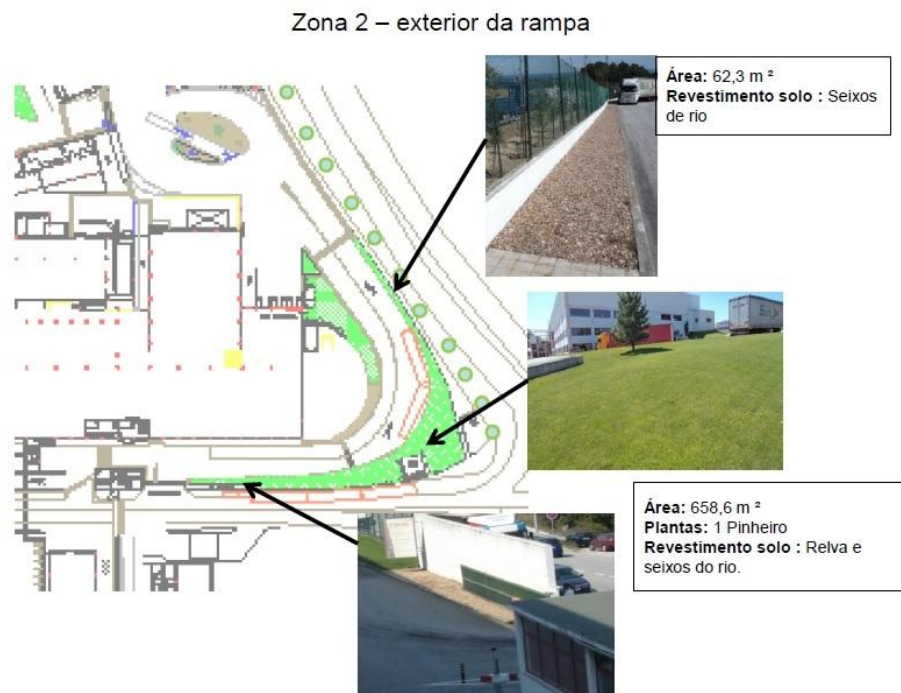 Zona 2 – exterior da rampa
Área: 62,3 m ²
Revestimento solo : Seixos
de rio
Área: 658,6 m ²
Plantas: 1 Pinheiro
Revestimento solo : Relva e
seixos do rio.